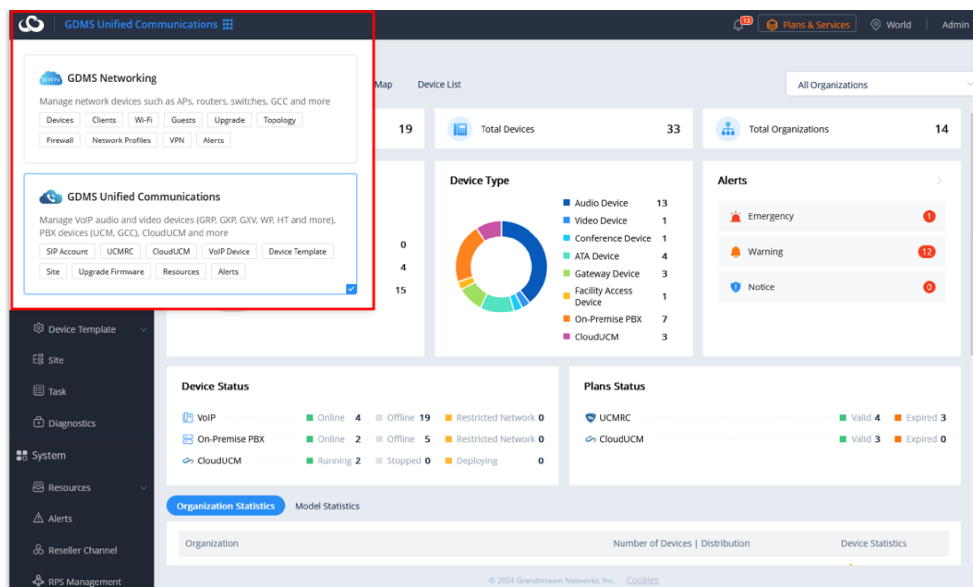 GDMS Unified Communications
13
Plans & Services
World
Admin
GWN
GDMS Networking
Manage network devices such as APs, routers, switches, GCC and more
Devices Clients Wi-Fi Guests Upgrade Topology
Firewall Network Profiles VPN Alerts
GDMS Unified Communications
Manage VoIP audio and video devices (GRP, GXP, GXV, WP, HT and more),
PBX devices (UCM, GCC), CloudUCM and more
SIP Account UCMRC CloudUCM VoIP Device Device Template
Site Upgrade Firmware Resources Alerts
Map Device List
All Organizations
19
Total Devices 33
Total Organizations 14
0
4
15
Device Type
Audio Device 13
Video Device 1
Conference Device 1
ATA Device 4
Gateway Device 3
Facility Access
Device 1
On-Premise PBX 7
CloudUCM 3
Alerts
Emergency 1
Warning 12
Notice 0
Device Template
Site
Task
Diagnostics
System
Resources
Alerts
Reseller Channel
RPS Management
Device Status
VoIP Online 4 Offline 19 Restricted Network 0
On-Premise PBX Online 2 Offline 5 Restricted Network 0
CloudUCM Running 2 Stopped 0 Deploying 0
Plans Status
UCMRC Valid 4 Expired 3
CloudUCM Valid 3 Expired 0
Organization Statistics Model Statistics
Organization Number of Devices | Distribution Device Statistics
© 2024 Grandstream Networks, Inc. Cookies